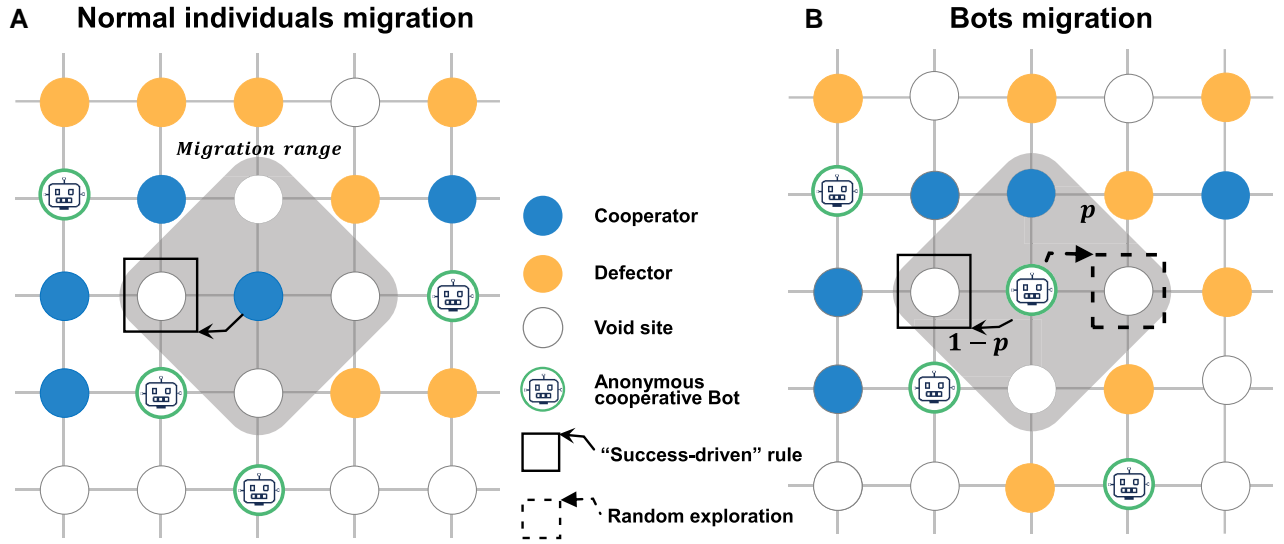 A Normal individuals migration
Migration range
Cooperator
Defector
Void site
Anonymous
cooperative Bot
“Success-driven” rule
Random exploration
B Bots migration
p
1 − p